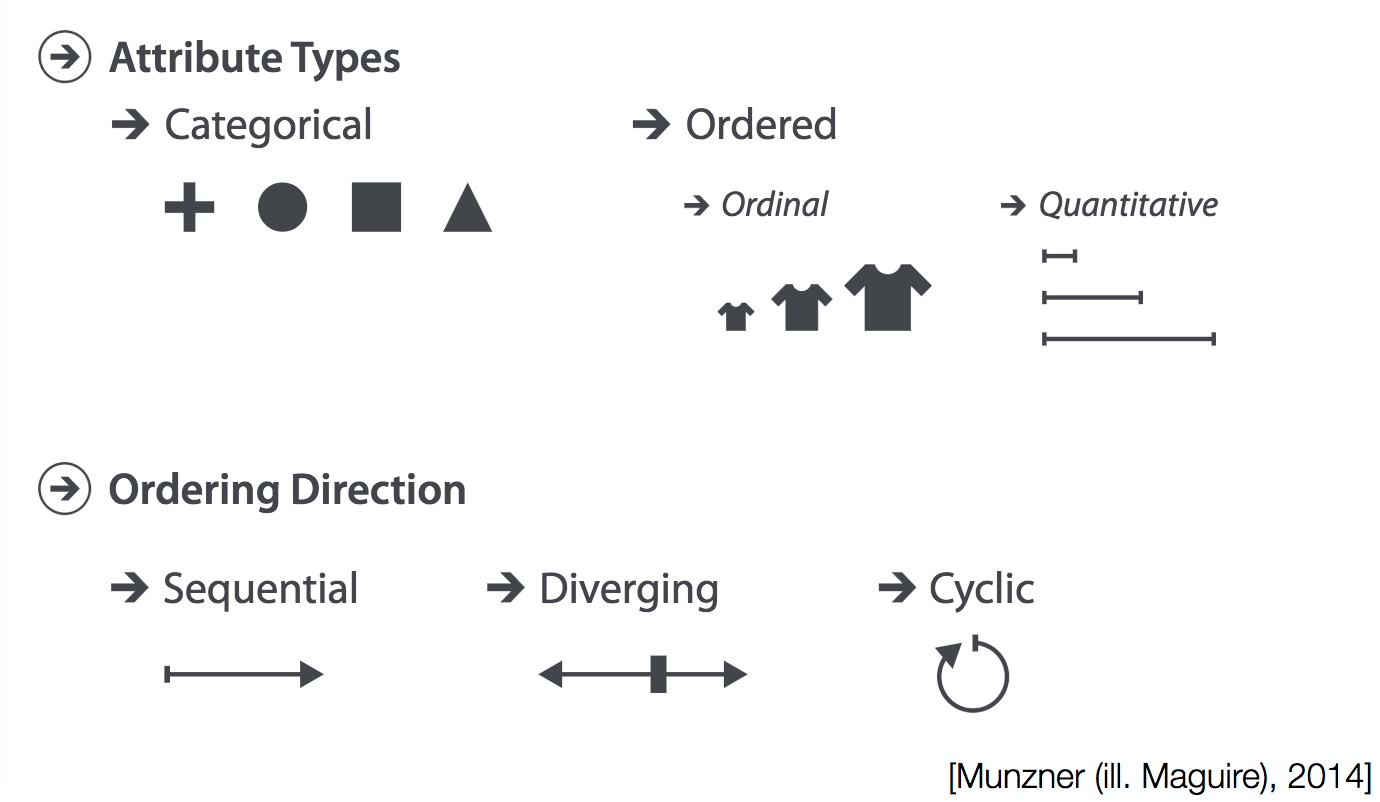 Attribute Types
Categorical
Ordered
Ordinal
Quantitative
Ordering Direction
Sequential
Diverging
Cyclic
[Munzner (ill. Maguire), 2014]